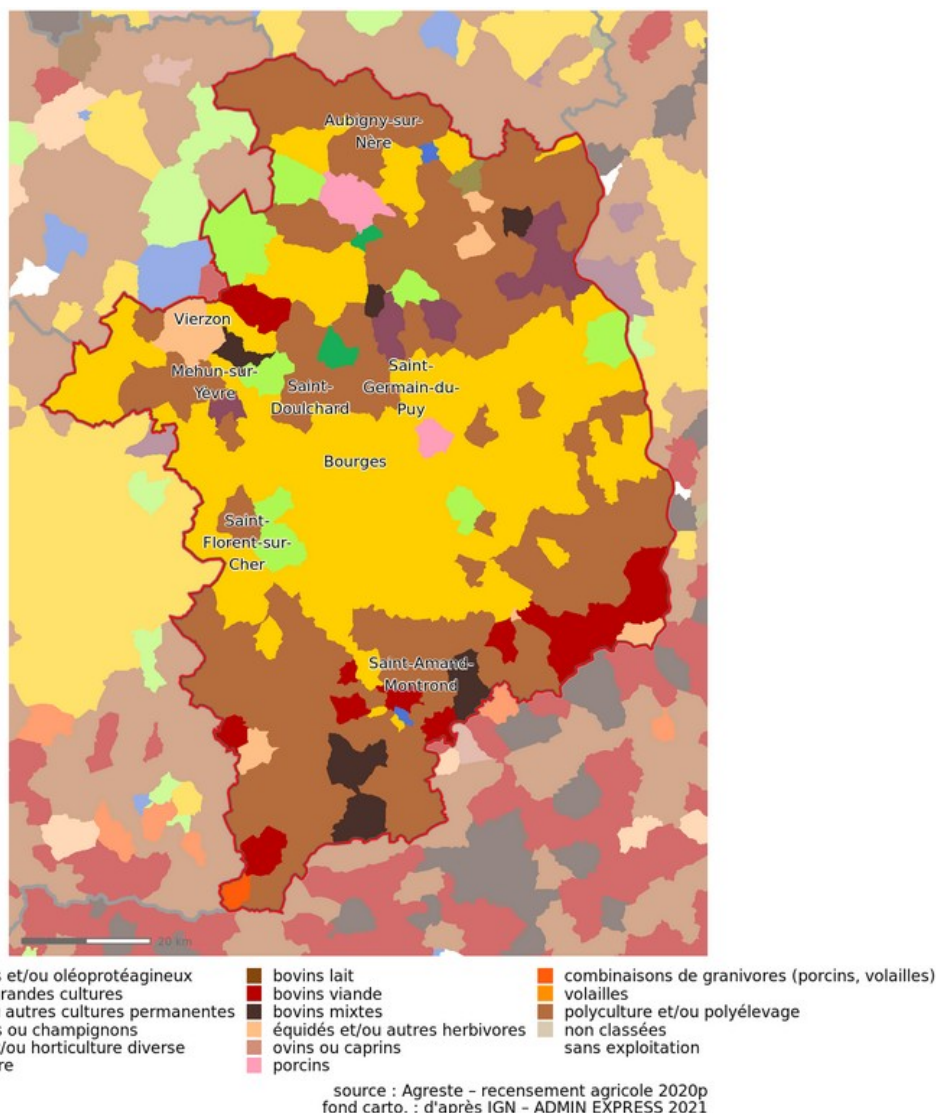 Aubigny-sur-
Nère
Vierzon
Mehun-sur-
Yèvre
Saint-
Doulchard
Saint-
Germain-du-
Puy
Bourges
Saint-
Florent-sur-
Cher
Saint-Amand-
Montrond
20 km
et/ou oléoprotéagineux
grandes cultures
autres cultures permanentes
ou champignons
ou horticulture diverse
bovins lait
bovins viande
bovins mixtes
équidés et/ou autres herbivores
ovins ou caprins
porcins
combinaisons de granivores (porcins, volailles)
volailles
polyculture et/ou polyélevage
non classées
sans exploitation
source : Agreste – recensement agricole 2020p
fond carto. : d'après IGN – ADMIN EXPRESS 2021